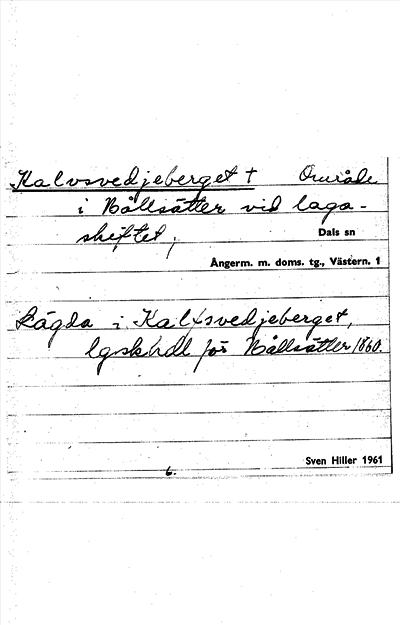 Kalvsvedjeberget † Område
i Bållsätter vid laga-
skiftet,
Dals sn
Ångerm. m. doms. tg., Västern. 1
Lägda i Kalfsvedjeberget,
lgskhdl för Bållsätter 1860.
Sven Hiller 1961
6.